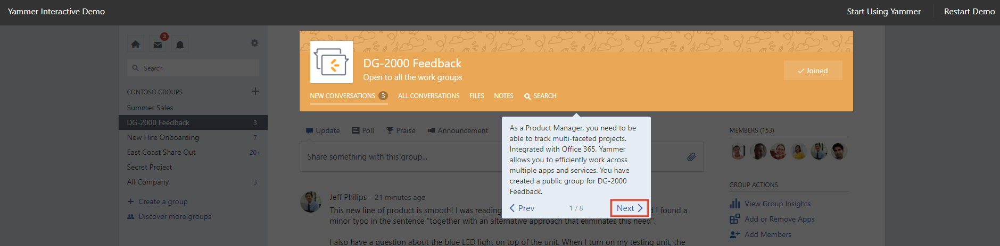 Yammer Interactive Demo
Start Using Yammer
Restart Demo
3
Search
CONTOSO GROUPS
Summer Sales
DG-2000 Feedback 3
New Hire Onboarding 7
East Coast Share Out 20+
Secret Project
All Company 3
Create a group
Discover more groups
DG-2000 Feedback
Open to all the work groups
Joined
NEW CONVERSATIONS 3 ALL CONVERSATIONS FILES NOTES SEARCH
Update Poll Praise Announcement
Share something with this group...
As a Product Manager, you need to be
able to track multi-faceted projects.
Integrated with Office 365, Yammer
allows you to efficiently work across
multiple apps and services. You have
created a public group for DG-2000
Feedback.
Prev 1 / 8 Next
Jeff Philips – 21 minutes ago
This new line of product is smooth! I was reading I found a
minor typo in the sentence "together with an alternative approach that eliminates this need".
I also have a question about the blue LED light on top of the unit. When I turn on my testing unit, the
MEMBERS (153)
GROUP ACTIONS
View Group Insights
Add or Remove Apps
Add Members